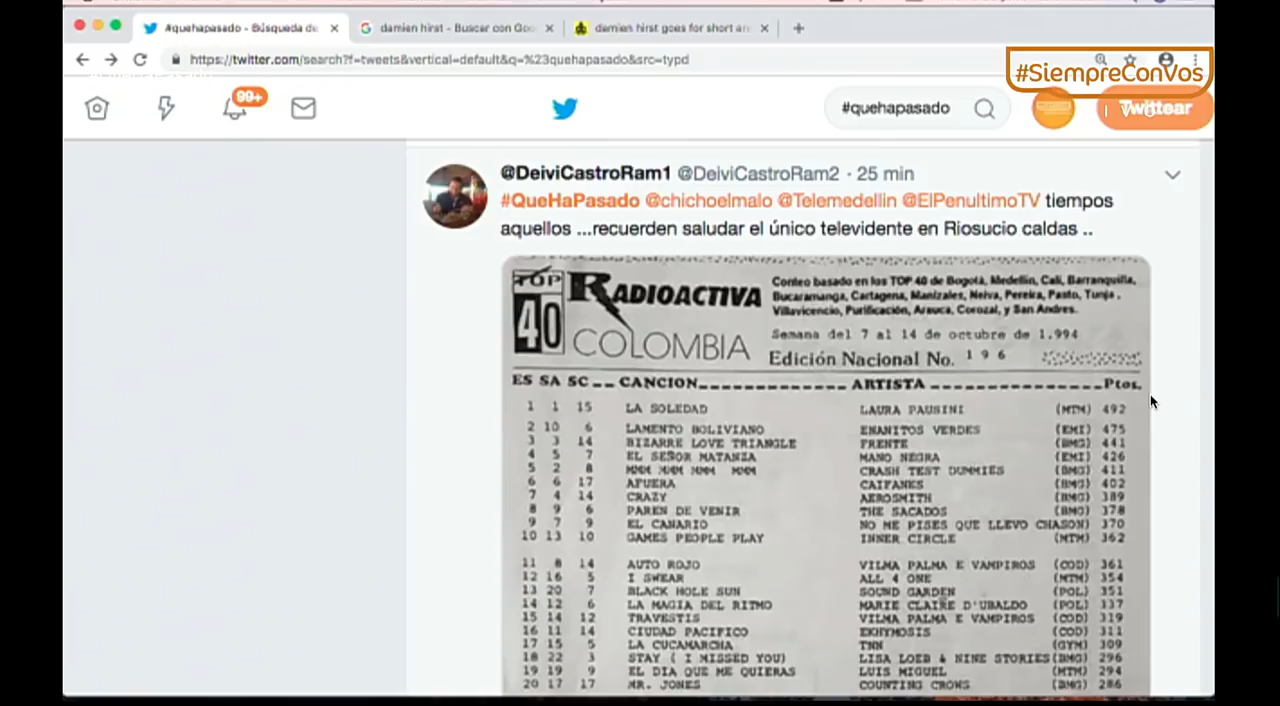 #quehapasado - Búsqueda de
damien hirst - Buscar con Goo
damien hirst goes for short an
https://twitter.com/search?f=tweets&vertical=default&q=%23quehapasado&src=typd
#SiempreConVos
99+
#quehapasado
Twittear
@DeiviCastroRam1 @DeiviCastroRam2 · 25 min
#QueHaPasado @chichoelmalo @Telemedellin @ElPenultimoTV tiempos
aquellos ...recuerden saludar el único televidente en Riosucio caldas ..
TOP 40 RADIOACTIVA COLOMBIA
Conteo basado en los TOP 40 de Bogotá, Medellín, Cali, Barranquilla,
Bucaramanga, Cartagena, Manizales, Neiva, Pereira, Pasto, Tunja,
Villavicencio, Purificación, Arauca, Corozal, y San Andres.
Semana del 7 al 14 de octubre de 1.994
Edición Nacional No. 1 9 6
ES SA SC -- CANCION ------------- ARTISTA ---------------Ptos.
1 1 15 LA SOLEDAD LAURA PAUSINI (MTM) 492
2 10 6 LAMENTO BOLIVIANO ENANITOS VERDES (EMI) 475
3 3 14 BIZARRE LOVE TRIANGLE FRENTE (BMG) 441
4 5 7 EL SEÑOR MATANZA MANO NEGRA (EMI) 426
5 2 8 MMM MMM MMM MMM CRASH TEST DUMMIES (BMG) 411
6 6 17 AFUERA CAIFANES (BMG) 402
7 4 14 CRAZY AEROSMITH (BMG) 389
8 9 6 PAREN DE VENIR THE SACADOS (BMG) 378
9 7 9 EL CANARIO NO ME PISES QUE LLEVO CHASON) 370
10 13 10 GAMES PEOPLE PLAY INNER CIRCLE (MTM) 362
11 8 14 AUTO ROJO VILMA PALMA E VAMPIROS (COD) 361
12 16 5 I SWEAR ALL 4 ONE (MTM) 354
13 20 7 BLACK HOLE SUN SOUND GARDEN (POL) 351
14 12 6 LA MAGIA DEL RITMO MARIE CLAIRE D'UBALDO (POL) 337
15 14 12 TRAVESTIS VILMA PALMA E VAMPIROS (COD) 319
16 11 14 CIUDAD PACIFICO EKHYMOSIS (COD) 311
17 15 5 LA CUCAMARCHA TNN (GYM) 309
18 22 3 STAY ( I MISSED YOU) LISA LOEB & NINE STORIES(BMG) 296
19 19 9 EL DIA QUE ME QUIERAS LUIS MIGUEL (MTM) 294
20 17 17 MR. JONES COUNTING CROWS (BMG) 286